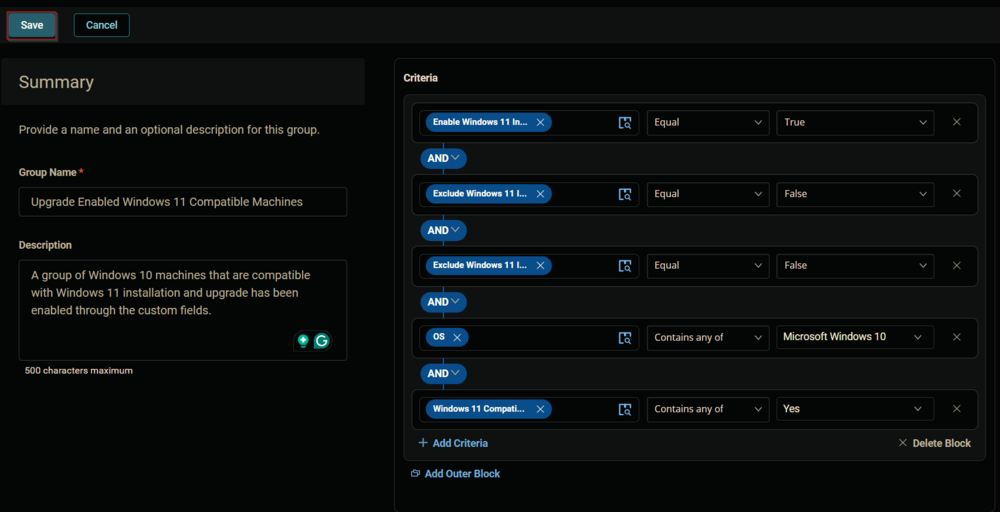 Save
Cancel
Summary
Provide a name and an optional description for this group.
Group Name *
Upgrade Enabled Windows 11 Compatible Machines
Description
A group of Windows 10 machines that are compatible
with Windows 11 installation and upgrade has been
enabled through the custom fields.
500 characters maximum
Criteria
Enable Windows 11 In... Equal True
AND
Exclude Windows 11 I... Equal False
AND
Exclude Windows 11 I... Equal False
AND
OS Contains any of Microsoft Windows 10
AND
Windows 11 Compati... Contains any of Yes
Add Criteria
Delete Block
Add Outer Block